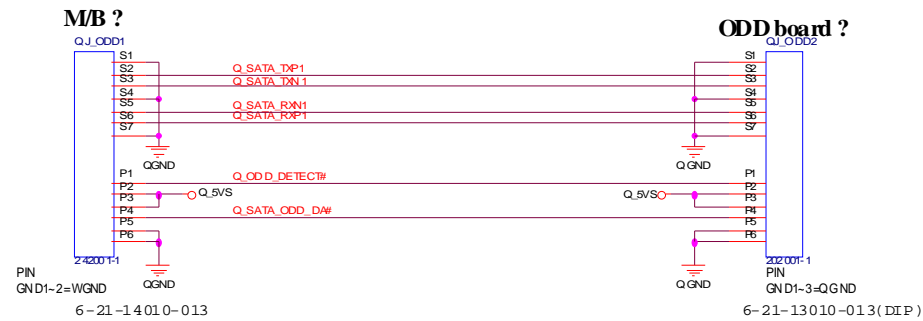 M/B ?
ODD board ?
QJ_ODD1
QJ_ODD2
S1
S1
S2
Q_SATA_TXP1
S2
S3
Q_SATA_TXN1
S3
S4
S4
S5
Q_SATA_RXN1
S5
S6
Q_SATA_RXP1
S6
S7
S7
QGND
QGND
P1
Q_ODD_DETECT#
P1
P2
Q_5VS
Q_5VS
P2
P3
P3
P4
Q_SATA_ODD_DA#
P4
P5
P5
P6
P6
242001-1
202001-1
QGND
QGND
PIN
GND1~2=WGND
PIN
GND1~3=QGND
6-21-14010-013
6-21-13010-013(DIP)